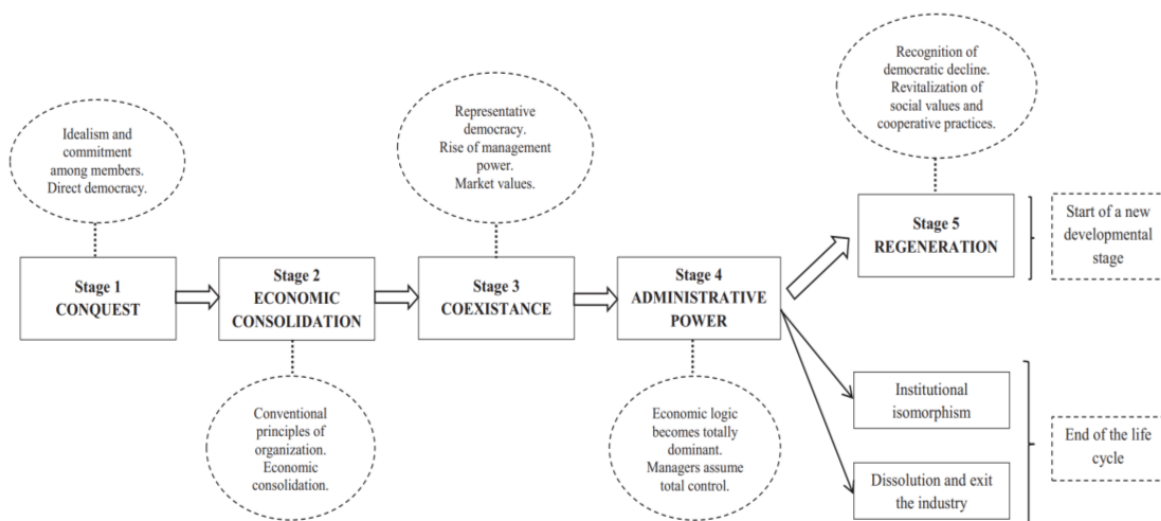 Idealism and
commitment
among members.
Direct democracy.
Stage 1
CONQUEST
Stage 2
ECONOMIC
CONSOLIDATION
Conventional
principles of
organization.
Economic
consolidation.
Representative
democracy.
Rise of management
power.
Market values.
Stage 3
COEXISTANCE
Stage 4
ADMINISTRATIVE
POWER
Economic logic
becomes totally
dominant.
Managers assume
total control.
Recognition of
democratic decline.
Revitalization of
social values and
cooperative practices.
Stage 5
REGENERATION
Start of a new
developmental
stage
Institutional
isomorphism
Dissolution and exit
the industry
End of the life
cycle